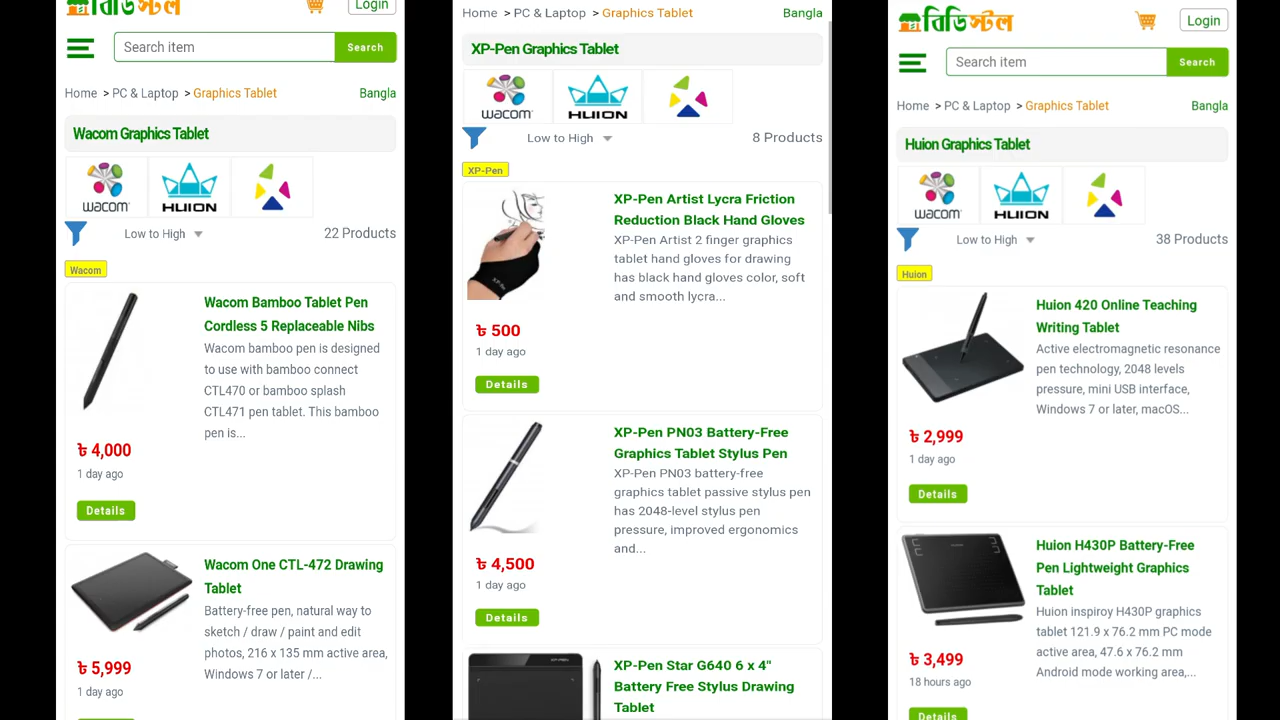 বিডিস্টল
Login
Search item
Search
Home > PC & Laptop > Graphics Tablet
Bangla
Wacom Graphics Tablet
wacom
HUION
Low to High
22 Products
Wacom
Wacom Bamboo Tablet Pen
Cordless 5 Replaceable Nibs
Wacom bamboo pen is designed
to use with bamboo connect
CTL470 or bamboo splash
CTL471 pen tablet. This bamboo
pen is...
৳ 4,000
1 day ago
Details
Wacom One CTL-472 Drawing
Tablet
Battery-free pen, natural way to
sketch / draw / paint and edit
photos, 216 x 135 mm active area,
Windows 7 or later /...
৳ 5,999
1 day ago
Home > PC & Laptop > Graphics Tablet
Bangla
XP-Pen Graphics Tablet
wacom
HUION
Low to High
8 Products
XP-Pen
XP-Pen Artist Lycra Friction
Reduction Black Hand Gloves
XP-Pen Artist 2 finger graphics
tablet hand gloves for drawing
has black hand gloves color, soft
and smooth lycra...
৳ 500
1 day ago
Details
XP-Pen PN03 Battery-Free
Graphics Tablet Stylus Pen
XP-Pen PN03 battery-free
graphics tablet passive stylus pen
has 2048-level stylus pen
pressure, improved ergonomics
and...
৳ 4,500
1 day ago
Details
XP-Pen Star G640 6 x 4"
Battery Free Stylus Drawing
Tablet
বিডিস্টল
Login
Search item
Search
Home > PC & Laptop > Graphics Tablet
Bangla
Huion Graphics Tablet
wacom
HUION
Low to High
38 Products
Huion
Huion 420 Online Teaching
Writing Tablet
Active electromagnetic resonance
pen technology, 2048 levels
pressure, mini USB interface,
Windows 7 or later, macOS...
৳ 2,999
1 day ago
Details
Huion H430P Battery-Free
Pen Lightweight Graphics
Tablet
Huion inspiroy H430P graphics
tablet 121.9 x 76.2 mm PC mode
active area, 47.6 x 76.2 mm
Android mode working area,...
৳ 3,499
18 hours ago
Details